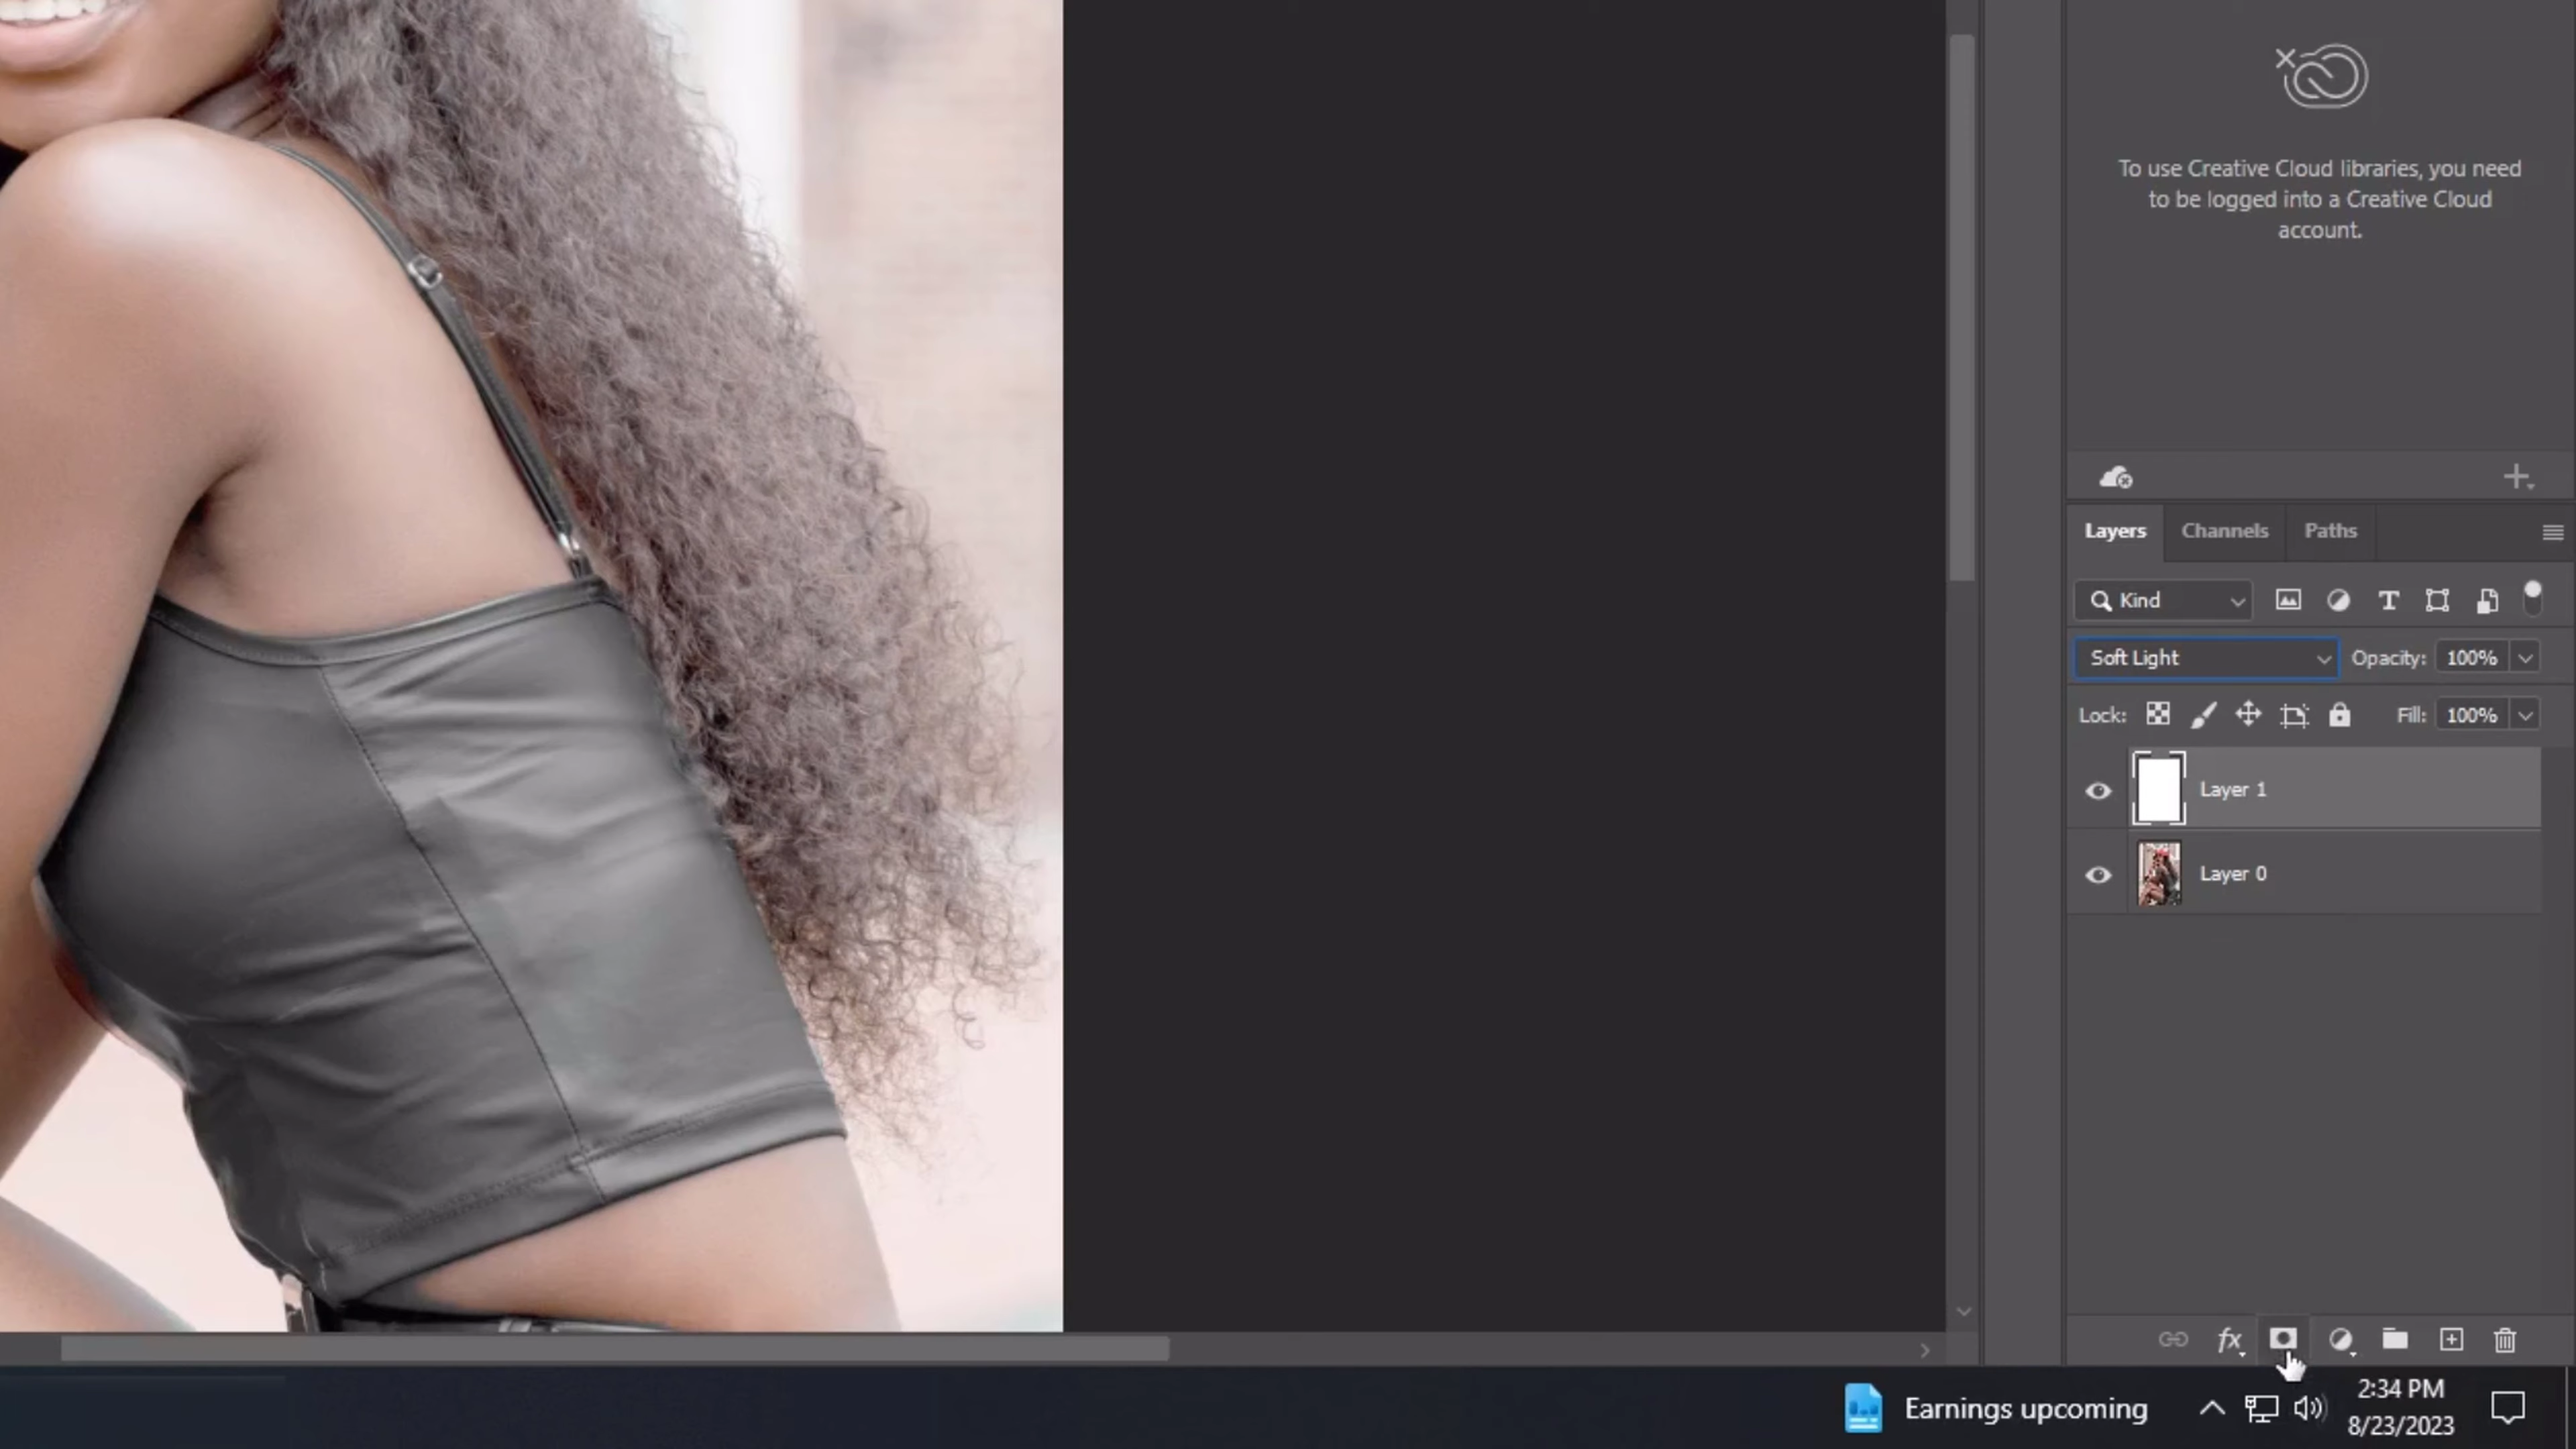 To use Creative Cloud libraries, you need
to be logged into a Creative Cloud
account.
Layers Channels Paths
Kind
Soft Light Opacity: 100%
Lock: Fill: 100%
Layer 1
Layer 0
fx
Earnings upcoming
2:34 PM
8/23/2023